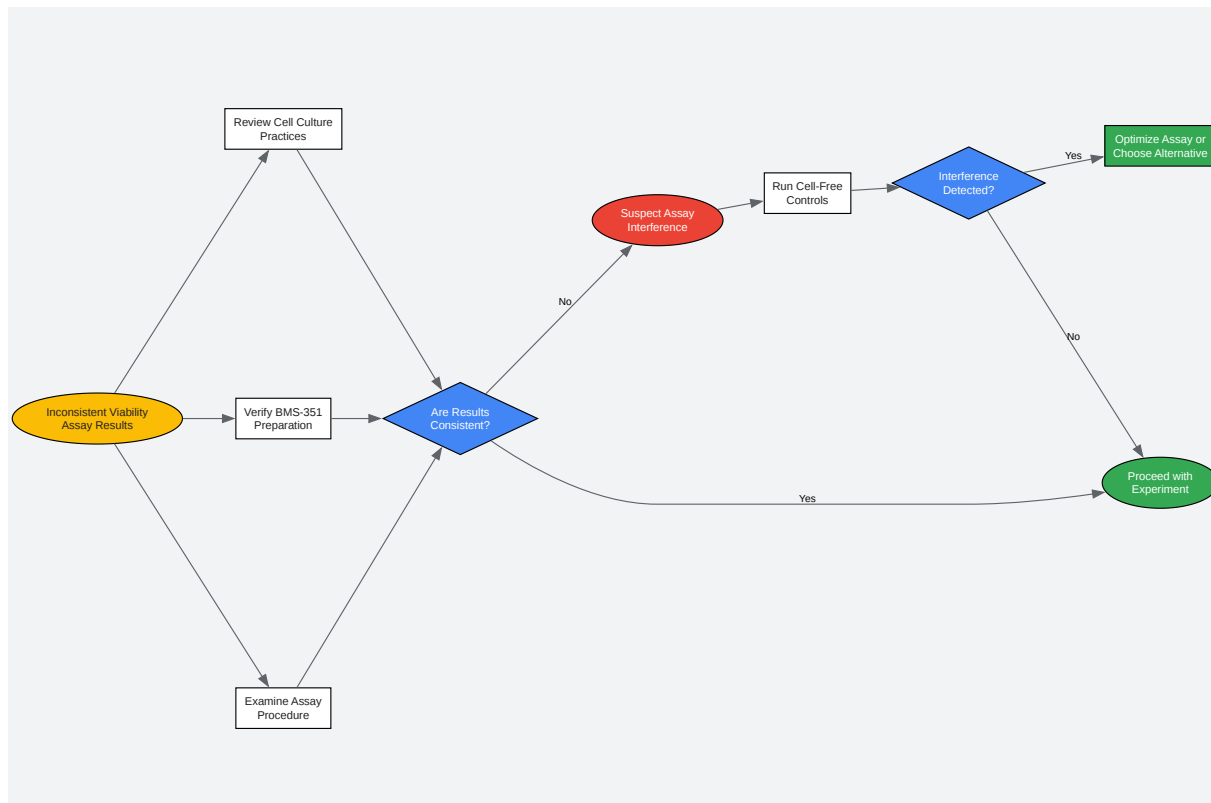 Inconsistent Viability
Assay Results
Review Cell Culture
Practices
Verify BMS-351
Preparation
Examine Assay
Procedure
Are Results
Consistent?
No
Yes
Suspect Assay
Interference
Run Cell-Free
Controls
Interference
Detected?
Yes
No
Optimize Assay or
Choose Alternative
Proceed with
Experiment